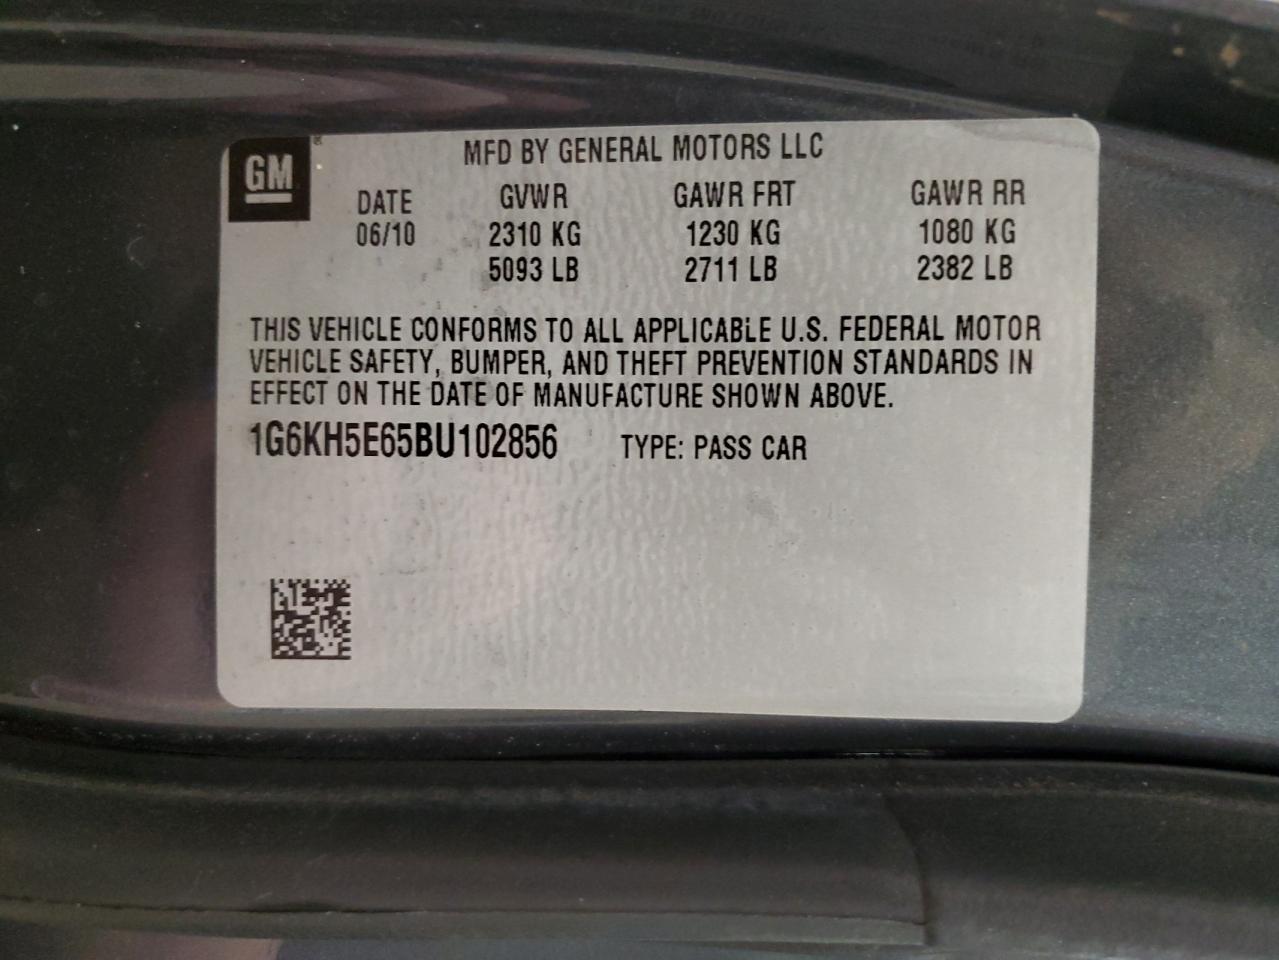 GM
MFD BY GENERAL MOTORS LLC
DATE GVWR GAWR FRT GAWR RR
06/10 2310 KG 1230 KG 1080 KG
5093 LB 2711 LB 2382 LB
THIS VEHICLE CONFORMS TO ALL APPLICABLE U.S. FEDERAL MOTOR
VEHICLE SAFETY, BUMPER, AND THEFT PREVENTION STANDARDS IN
EFFECT ON THE DATE OF MANUFACTURE SHOWN ABOVE.
1G6KH5E65BU102856 TYPE: PASS CAR